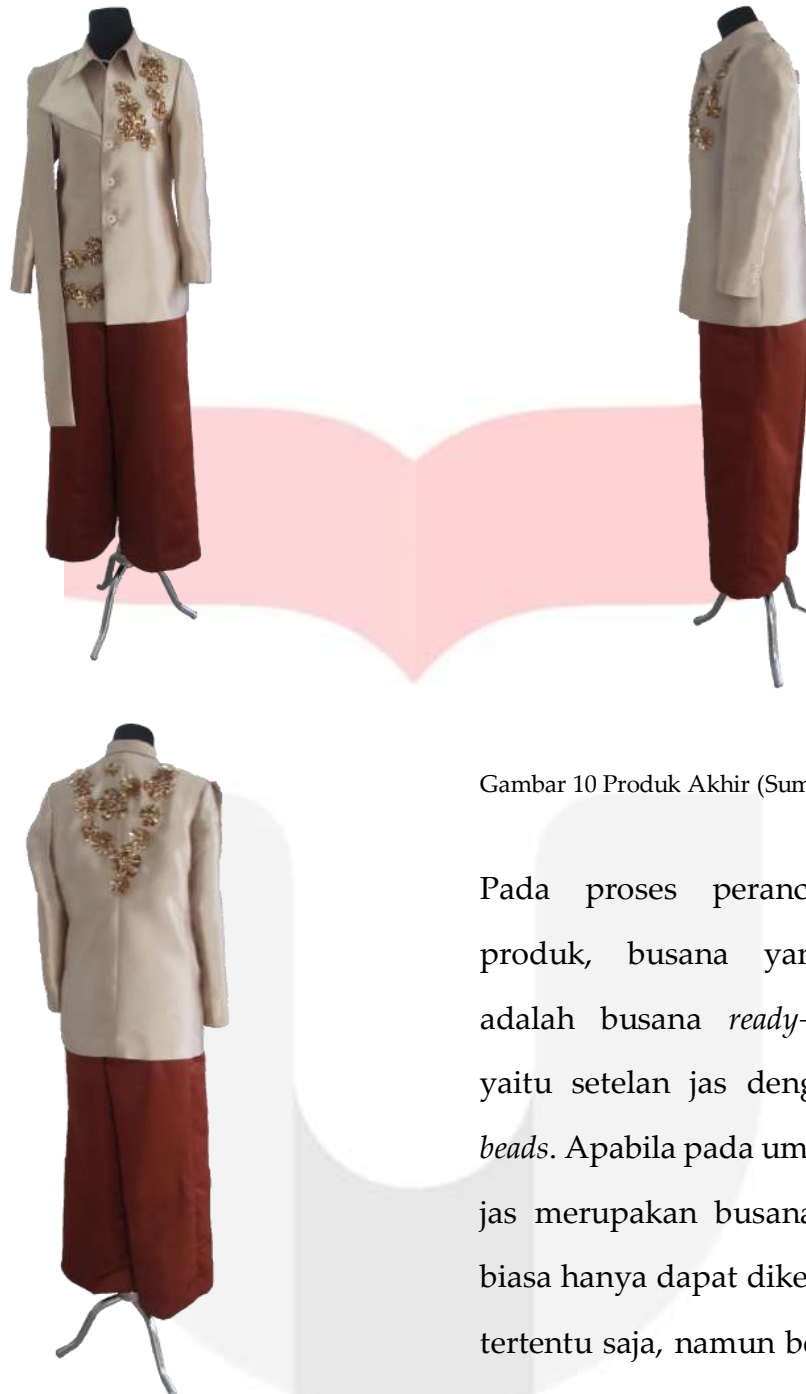 Gambar 10 Produk Akhir (Sum
Pada proses peranc
produk, busana yan
adalah busana ready-
yaitu setelan jas deng
beads. Apabila pada um
jas merupakan busana
biasa hanya dapat dike
tertentu saja, namun be